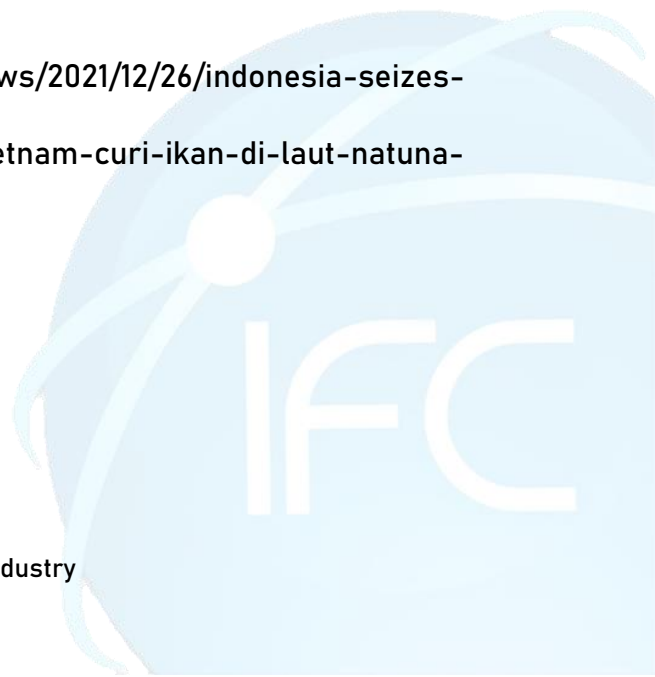 ws/2021/12/26/indonesia-seizes-
etnam-curi-ikan-di-laut-natuna-
IFC
dustry